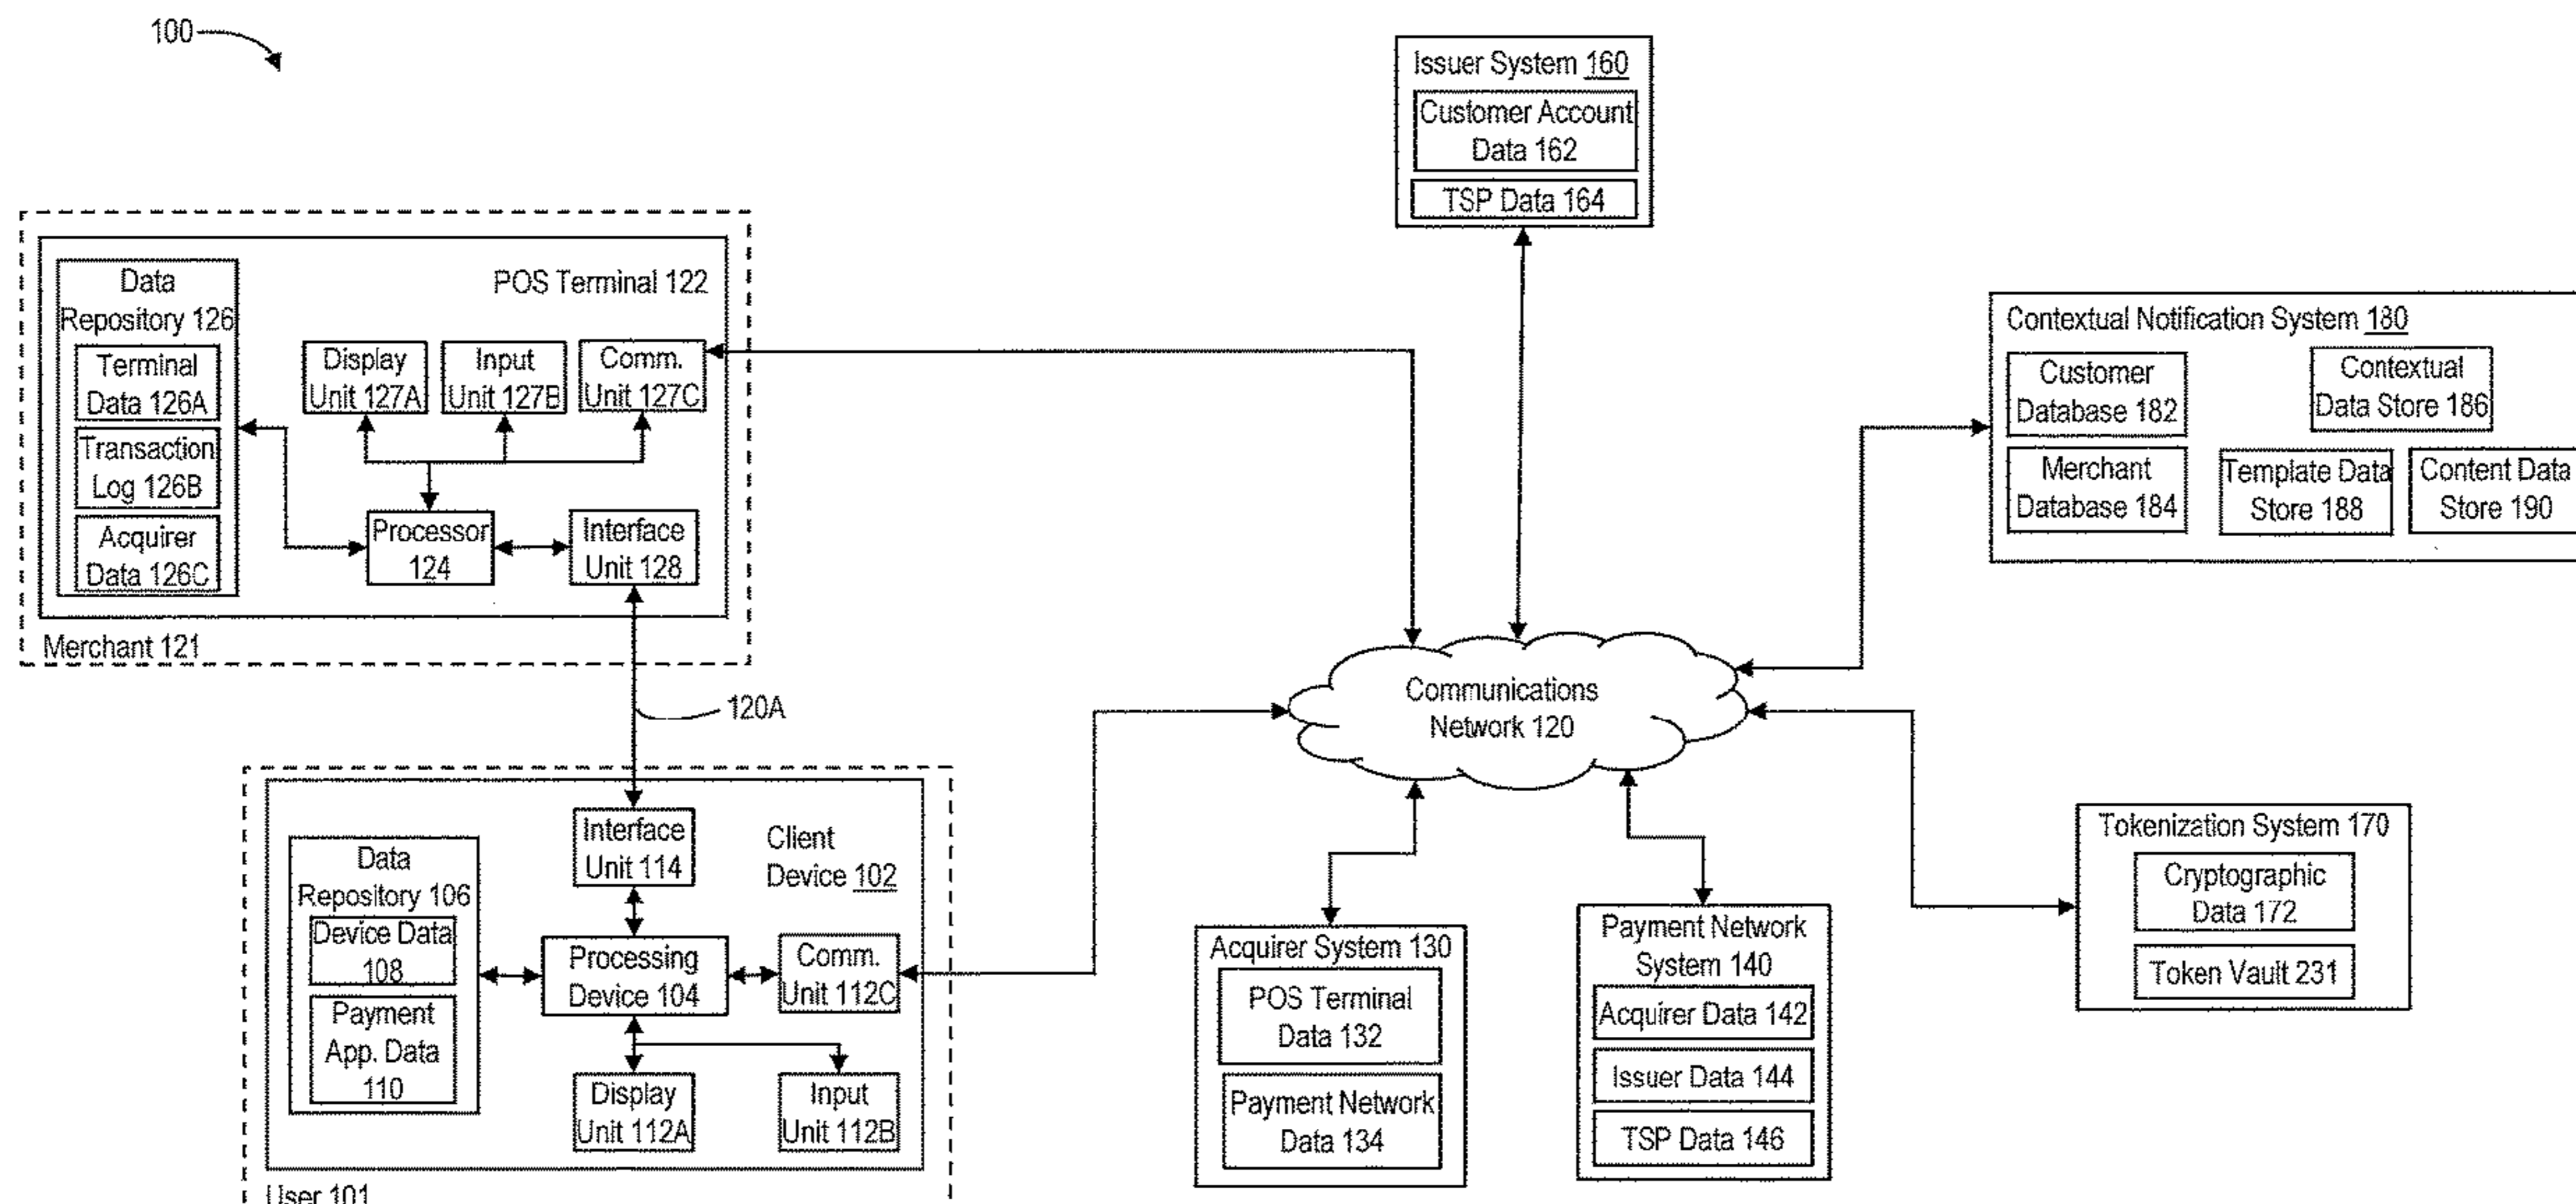 100
Issuer System 160
Customer Account
Data 162
TSP Data 164
POS Terminal 122
Data
Repository 126
Terminal
Data 126A
Transaction
Log 126B
Acquirer
Data 126C
Display
Unit 127A
Input
Unit 127B
Comm.
Unit 127C
Processor
124
Interface
Unit 128
Merchant 121
120A
Contextual Notification System 180
Customer
Database 182
Contextual
Data Store 186
Merchant
Database 184
Template Data
Store 188
Content Data
Store 190
Communications
Network 120
Interface
Unit 114
Client
Device 102
Data
Repository 106
Device Data
108
Payment
App. Data
110
Processing
Device 104
Comm.
Unit 112C
Display
Unit 112A
Input
Unit 112B
User 101
Acquirer System 130
POS Terminal
Data 132
Payment Network
Data 134
Payment Network
System 140
Acquirer Data 142
Issuer Data 144
TSP Data 146
Tokenization System 170
Cryptographic
Data 172
Token Vault 231